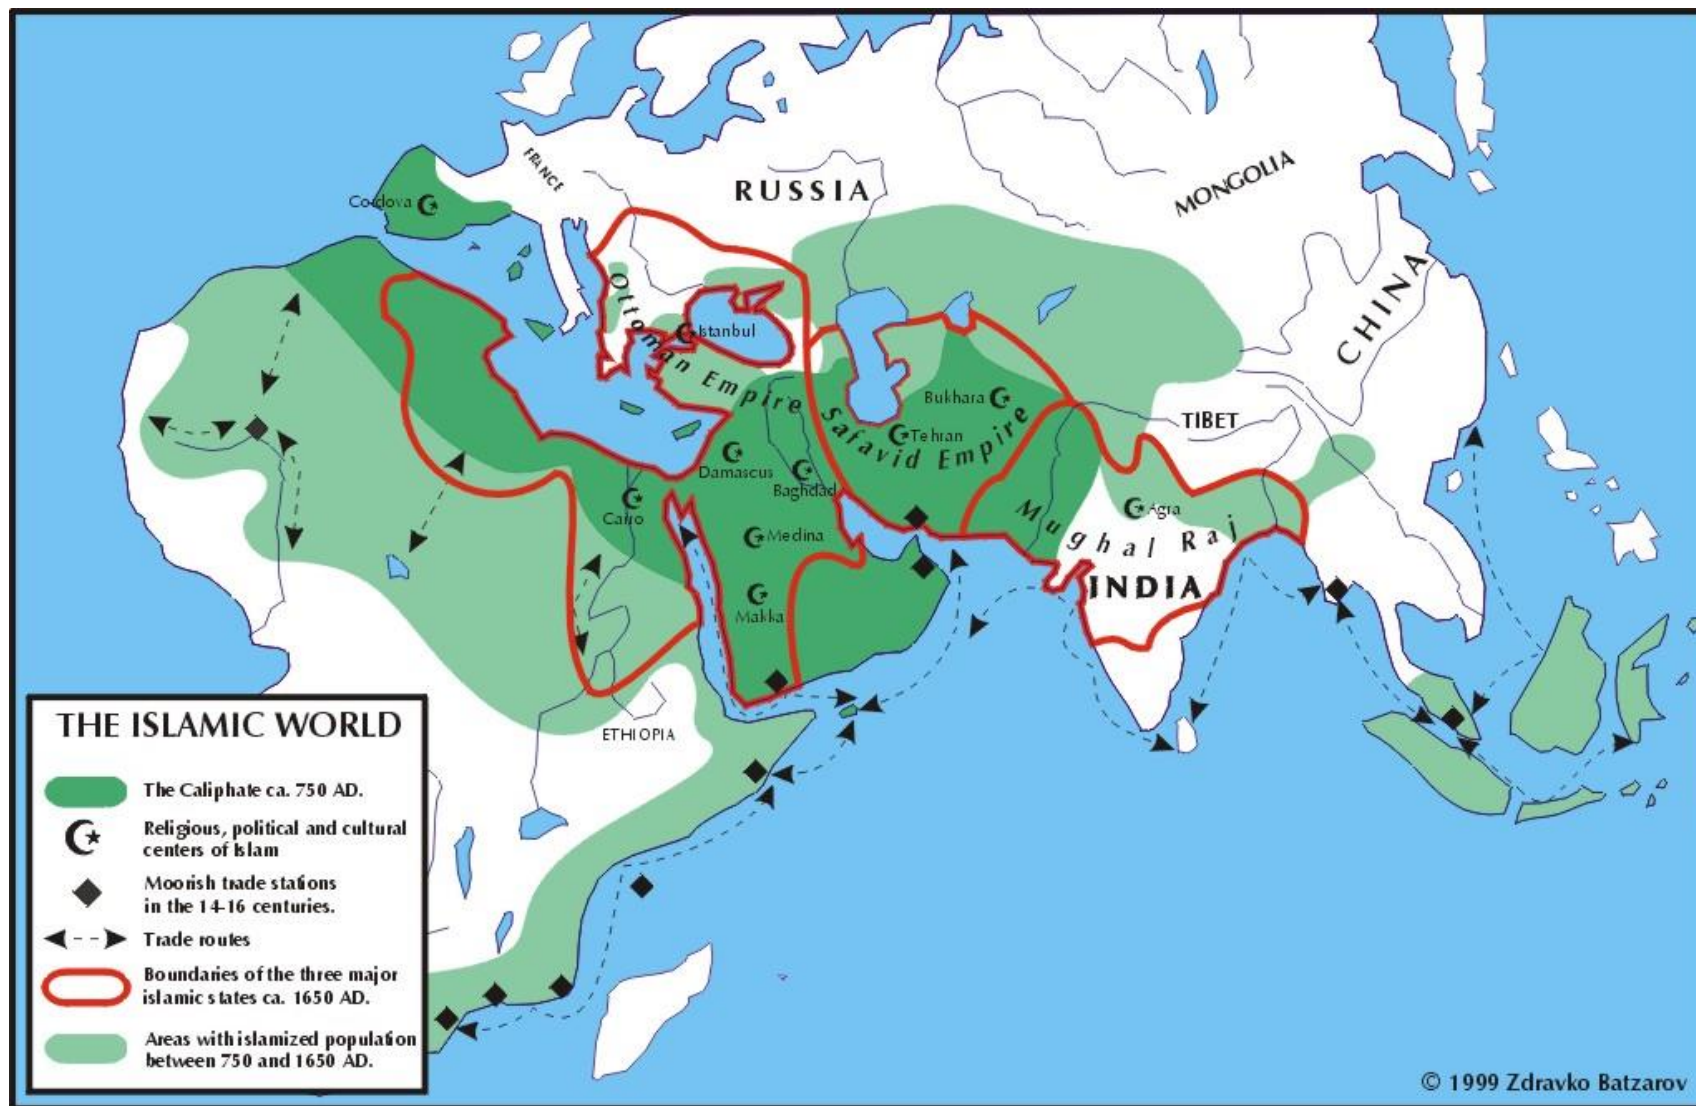 FRANCE
RUSSIA
MONGOLIA
Cordova
CHINA
Ottoman Empire
Istanbul
Safavid Empire
Bukhara
Tehran
TIBET
Damascus
Baghdad
Cairo
Medina
Mughal Raj
Agra
INDIA
Makka
ETHIOPIA
THE ISLAMIC WORLD
The Caliphate ca. 750 AD.
Religious, political and cultural
centers of Islam
Moorish trade stations
in the 14-16 centuries.
Trade routes
Boundaries of the three major
islamic states ca. 1650 AD.
Areas with islamized population
between 750 and 1650 AD.
© 1999 Zdravko Batzarov